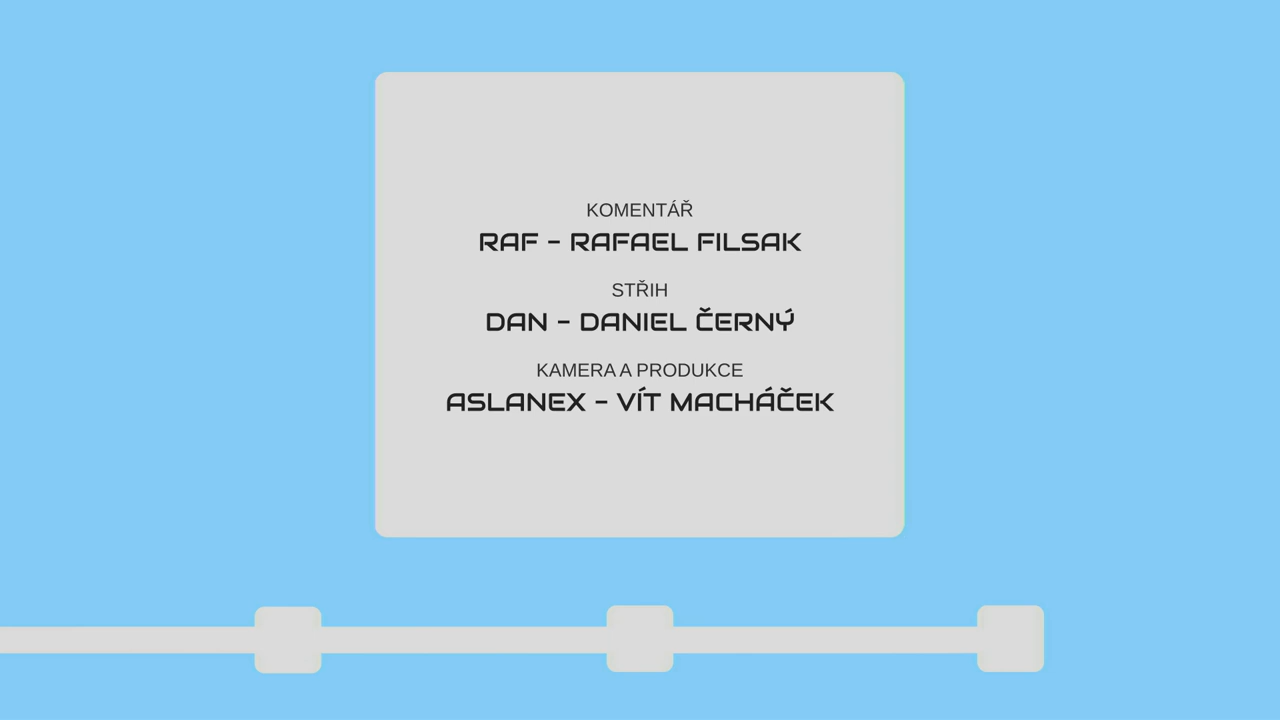 KOMENTÁŘ
RAF - RAFAEL FILSAK
STŘIH
DAN - DANIEL ČERNÝ
KAMERA A PRODUKCE
ASLANEX - VÍT MACHÁČEK